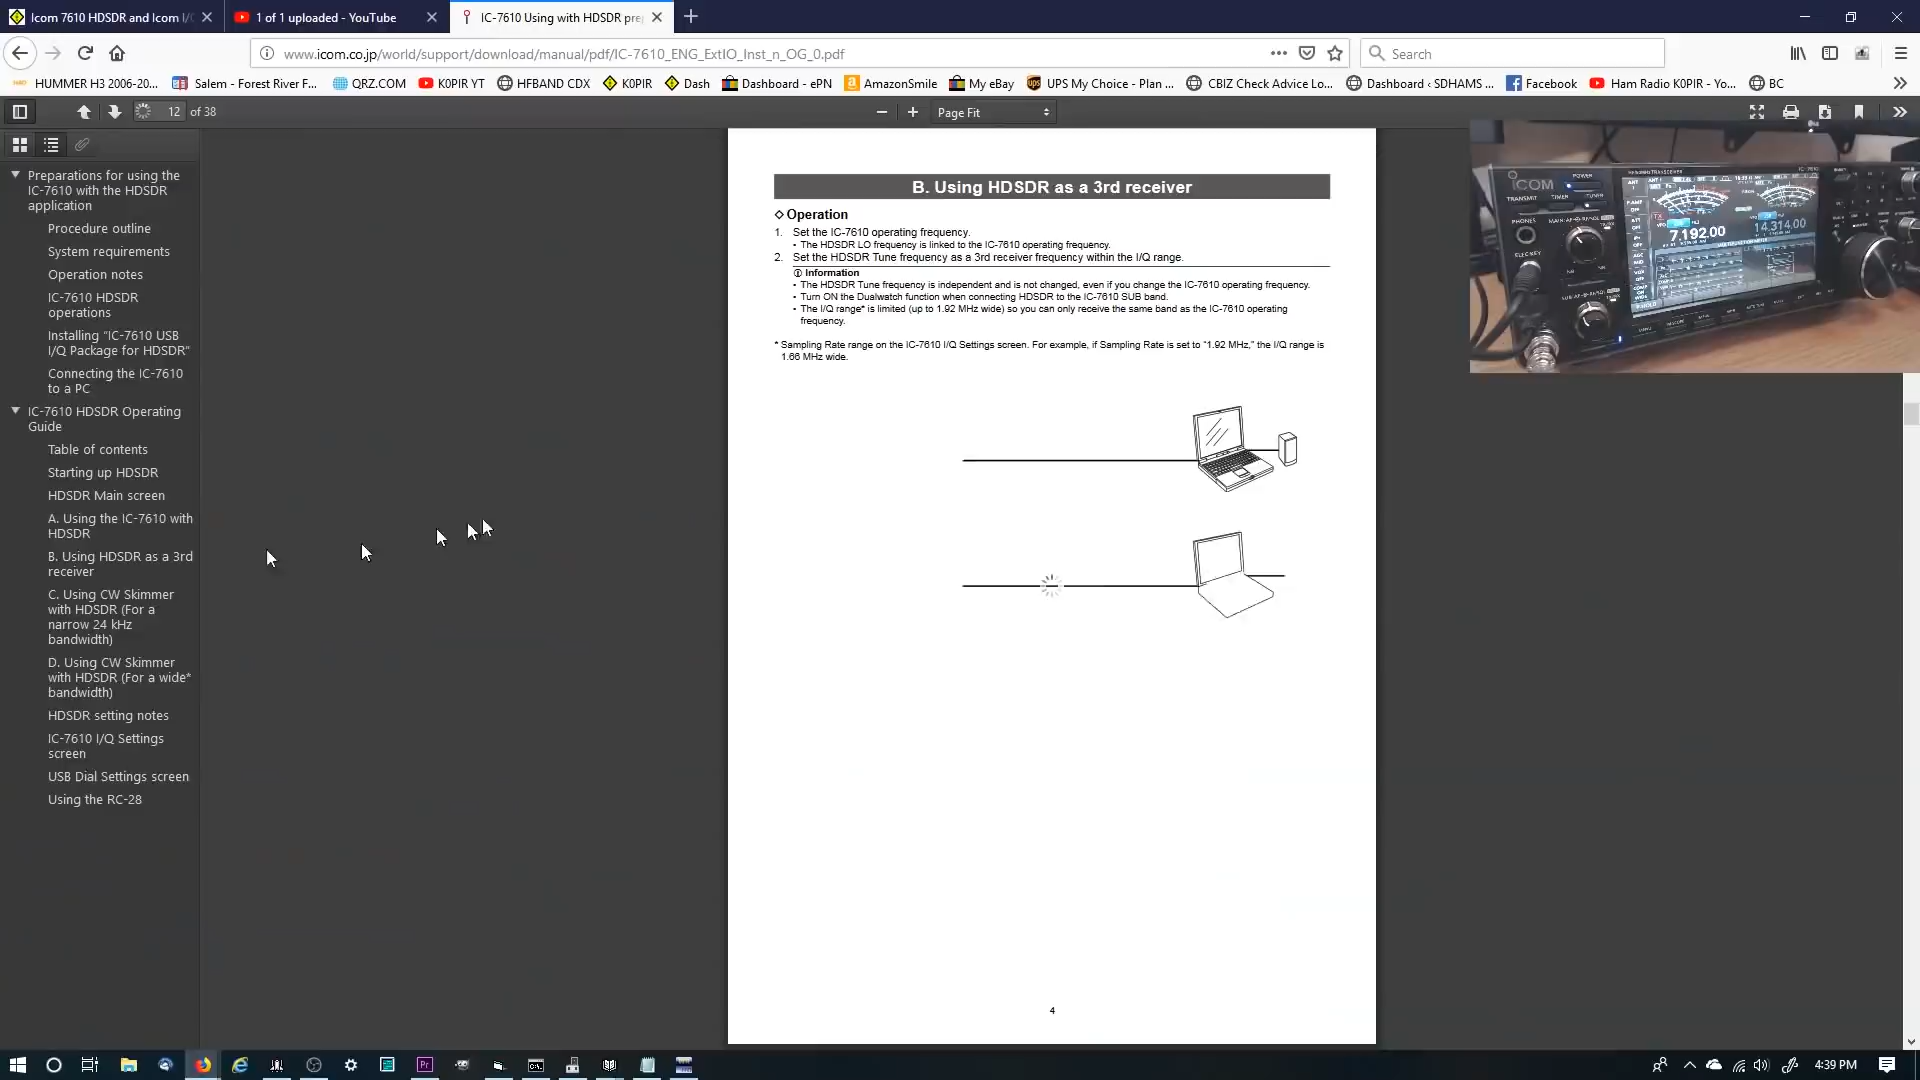 Icom 7610 HDSDR and Icom I/
1 of 1 uploaded - YouTube
IC-7610 Using with HDSDR pre
www.icom.co.jp/world/support/download/manual/pdf/IC-7610_ENG_ExtIO_Inst_n_OG_0.pdf
Search
HUMMER H3 2006-20...
Salem - Forest River F...
QRZ.COM
K0PIR YT
HFBAND CDX
K0PIR
Dash
Dashboard - ePN
AmazonSmile
My eBay
UPS My Choice - Plan ...
CBIZ Check Advice Lo...
Dashboard ‹ SDHAMS ...
Facebook
Ham Radio K0PIR - Yo...
BC
12 of 38
Page Fit
Preparations for using the
IC-7610 with the HDSDR
application
Procedure outline
System requirements
Operation notes
IC-7610 HDSDR
operations
Installing "IC-7610 USB
I/Q Package for HDSDR"
Connecting the IC-7610
to a PC
IC-7610 HDSDR Operating
Guide
Table of contents
Starting up HDSDR
HDSDR Main screen
A. Using the IC-7610 with
HDSDR
B. Using HDSDR as a 3rd
receiver
C. Using CW Skimmer
with HDSDR (For a
narrow 24 kHz
bandwidth)
D. Using CW Skimmer
with HDSDR (For a wide*
bandwidth)
HDSDR setting notes
IC-7610 I/Q Settings
screen
USB Dial Settings screen
Using the RC-28
B. Using HDSDR as a 3rd receiver
◇ Operation
1. Set the IC-7610 operating frequency.
• The HDSDR LO frequency is linked to the IC-7610 operating frequency.
2. Set the HDSDR Tune frequency as a 3rd receiver frequency within the I/Q range.
ⓘ Information
• The HDSDR Tune frequency is independent and is not changed, even if you change the IC-7610 operating frequency.
• Turn ON the Dualwatch function when connecting HDSDR to the IC-7610 SUB band.
• The I/Q range* is limited (up to 1.92 MHz wide) so you can only receive the same band as the IC-7610 operating
frequency.
* Sampling Rate range on the IC-7610 I/Q Settings screen. For example, if Sampling Rate is set to "1.92 MHz," the I/Q range is
1.66 MHz wide.
4
ICOM
POWER
TRANSMIT
TIMER
TUNER
PHONES
ELEC-KEY
IC-7610
7.192.00
14.314.00
4:39 PM